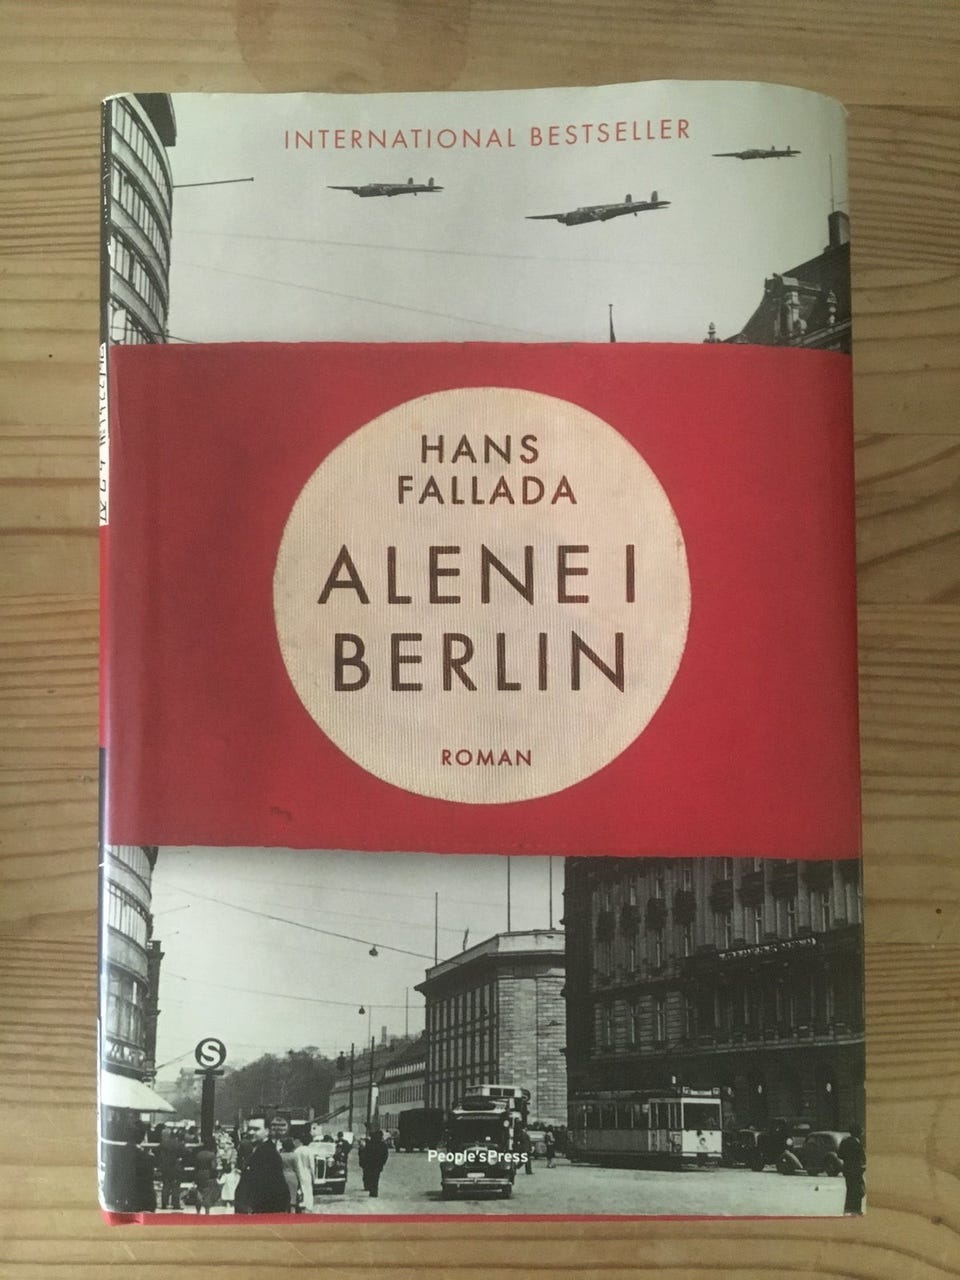 INTERNATIONAL BESTSELLER
HANS
FALLADA
ALENE I
BERLIN
ROMAN
S
People'sPress